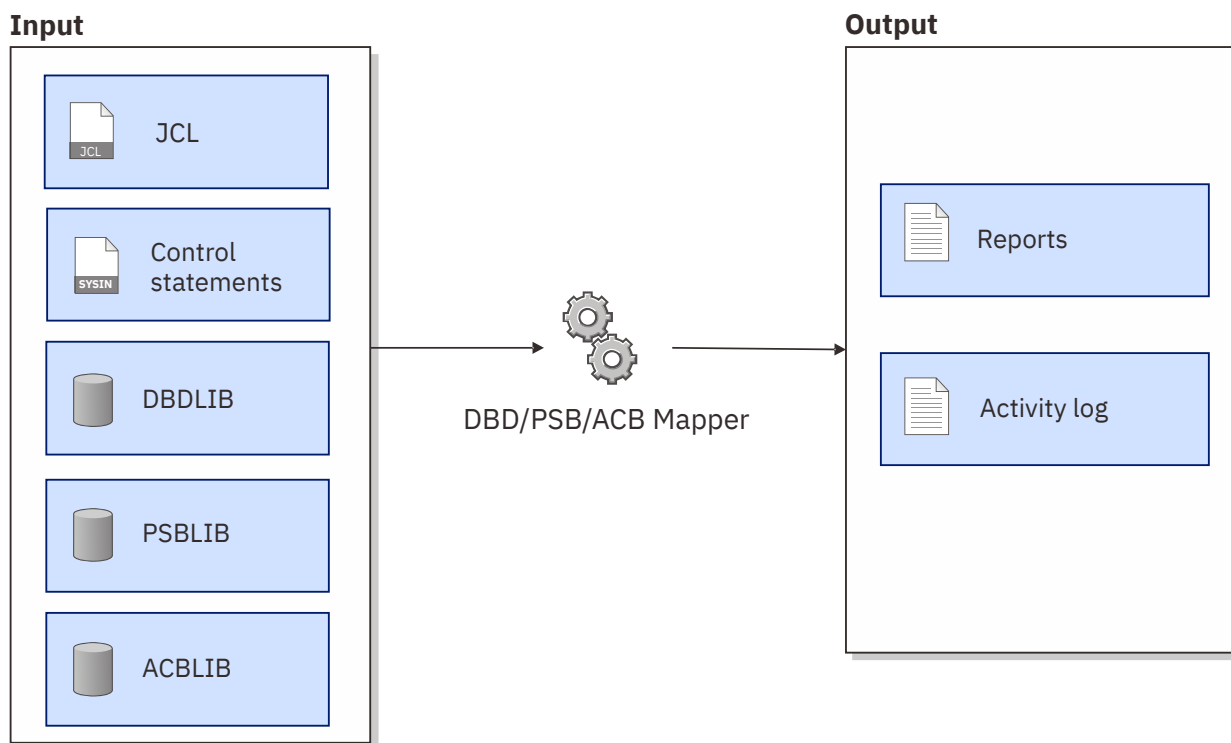 Input
JCL
JCL
Control
statements
SYSIN
DBDLIB
PSBLIB
ACBLIB
DBD/PSB/ACB Mapper
Output
Reports
Activity log